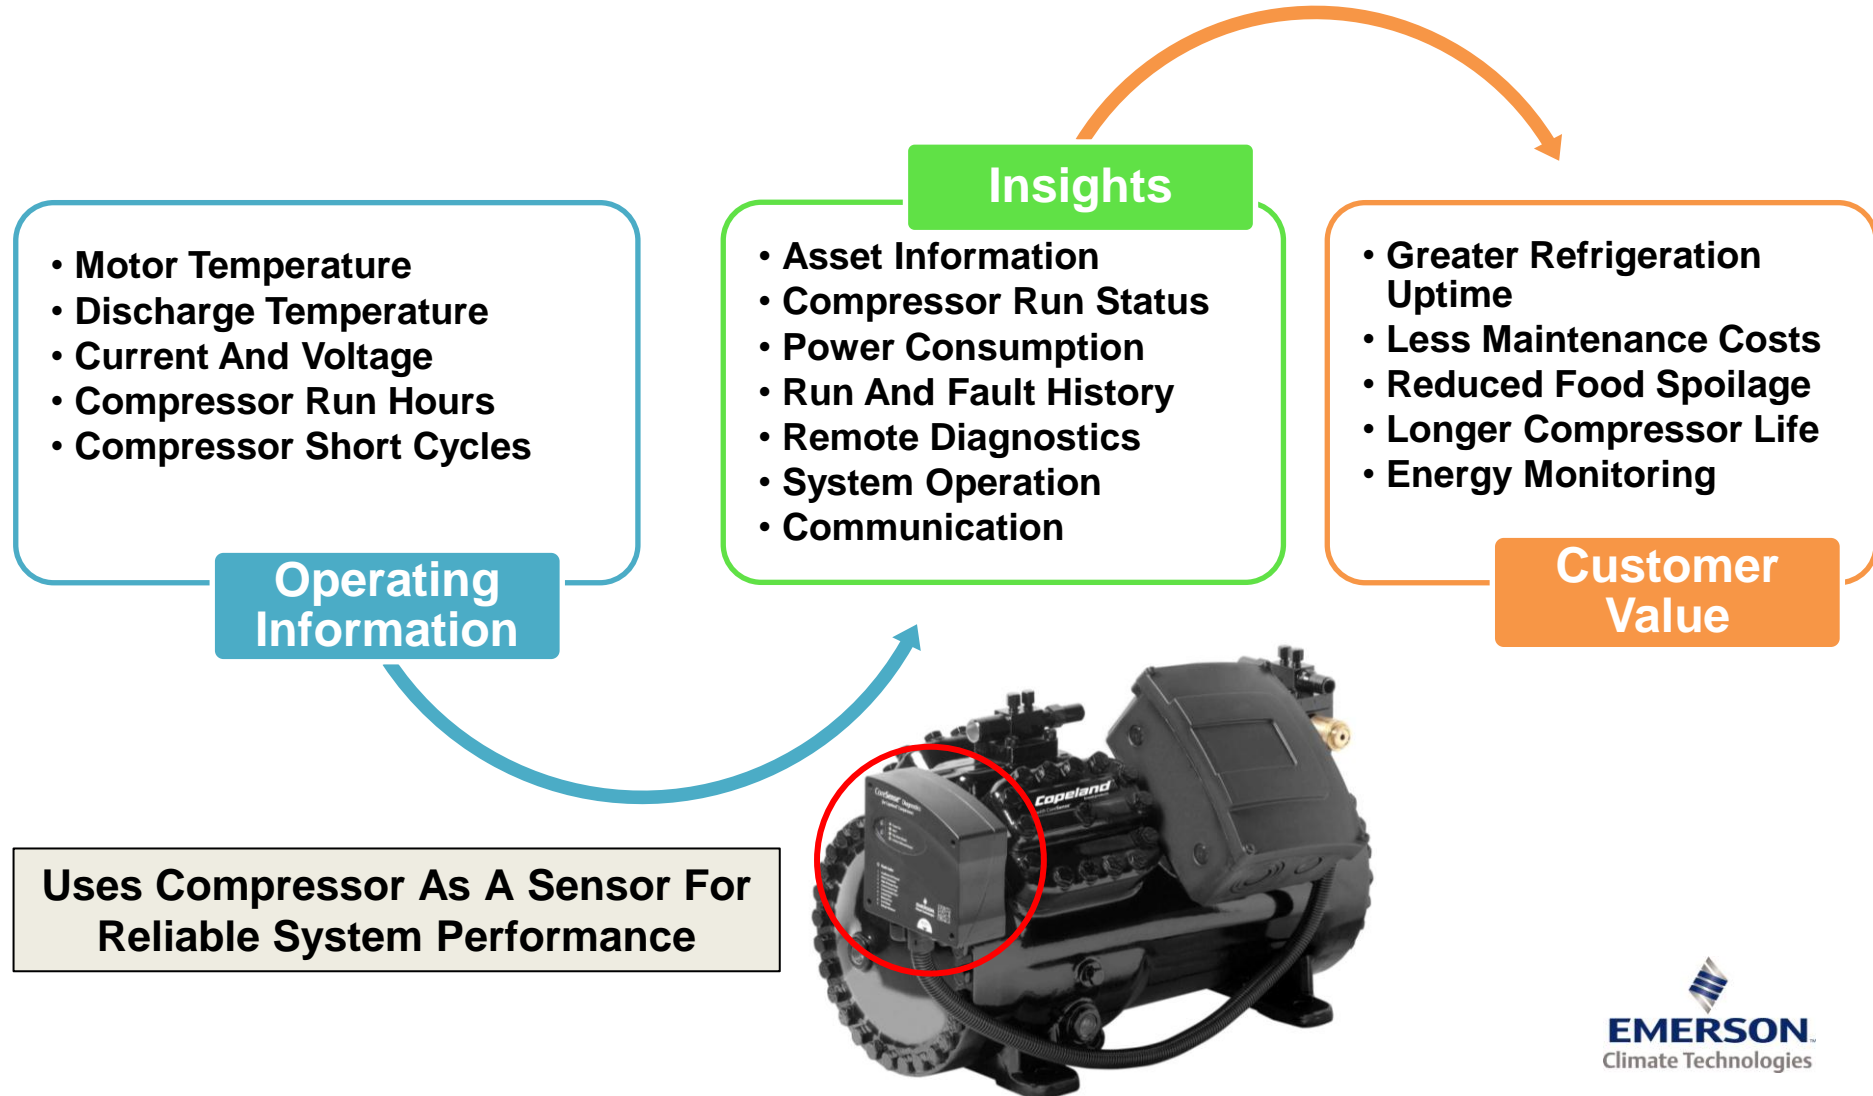 Insights
• Motor Temperature
• Discharge Temperature
• Current And Voltage
• Compressor Run Hours
• Compressor Short Cycles
Operating
Information
• Asset Information
• Compressor Run Status
• Power Consumption
• Run And Fault History
• Remote Diagnostics
• System Operation
• Communication
• Greater Refrigeration
Uptime
• Less Maintenance Costs
• Reduced Food Spoilage
• Longer Compressor Life
• Energy Monitoring
Customer
Value
Uses Compressor As A Sensor For
Reliable System Performance
CoreSense Diagnostics
Copeland
EMERSON
EMERSON
Climate Technologies